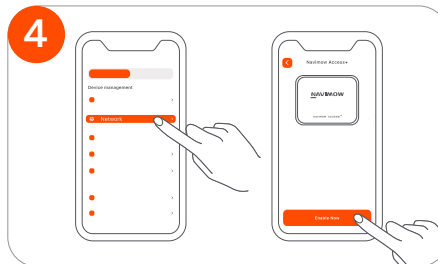 4
Device management
Network
Navimow Access+
NAVIMOW
Enable Now